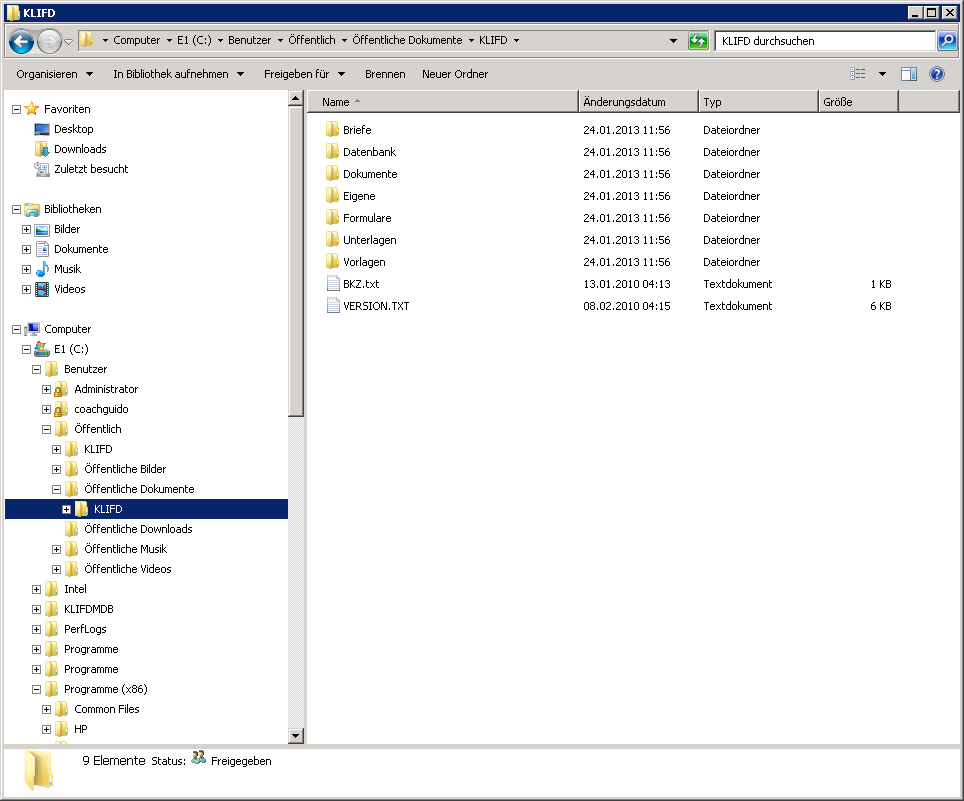 KLIFD
Computer E1 (C:) Benutzer Öffentlich Öffentliche Dokumente KLIFD KLIFD durchsuchen
Organisieren In Bibliothek aufnehmen Freigeben für Brennen Neuer Ordner
Favoriten
Desktop
Downloads
Zuletzt besucht
Bibliotheken
Bilder
Dokumente
Musik
Videos
Computer
E1 (C:)
Benutzer
Administrator
coachguido
Öffentlich
KLIFD
Öffentliche Bilder
Öffentliche Dokumente
KLIFD
Öffentliche Downloads
Öffentliche Musik
Öffentliche Videos
Intel
KLIFDMDB
PerfLogs
Programme
Programme
Programme (x86)
Common Files
HP
Name Änderungsdatum Typ Größe
Briefe 24.01.2013 11:56 Dateiordner
Datenbank 24.01.2013 11:56 Dateiordner
Dokumente 24.01.2013 11:56 Dateiordner
Eigene 24.01.2013 11:56 Dateiordner
Formulare 24.01.2013 11:56 Dateiordner
Unterlagen 24.01.2013 11:56 Dateiordner
Vorlagen 24.01.2013 11:56 Dateiordner
BKZ.txt 13.01.2010 04:13 Textdokument 1 KB
VERSION.TXT 08.02.2010 04:15 Textdokument 6 KB
9 Elemente Status: Freigegeben